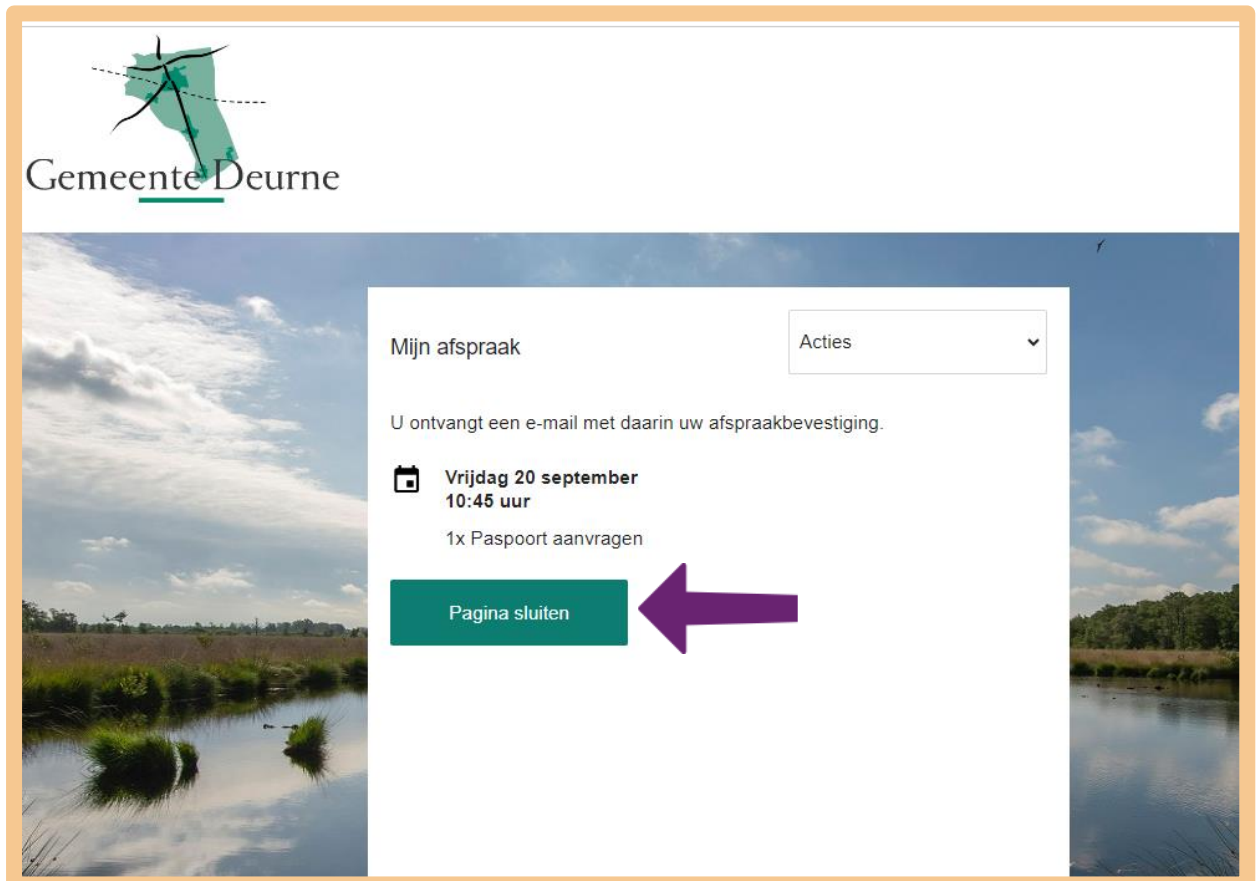 Gemeente Deurne
Mijn afspraak
Acties
U ontvangt een e-mail met daarin uw afspraakbevestiging.
Vrijdag 20 september
10:45 uur
1x Paspoort aanvragen
Pagina sluiten